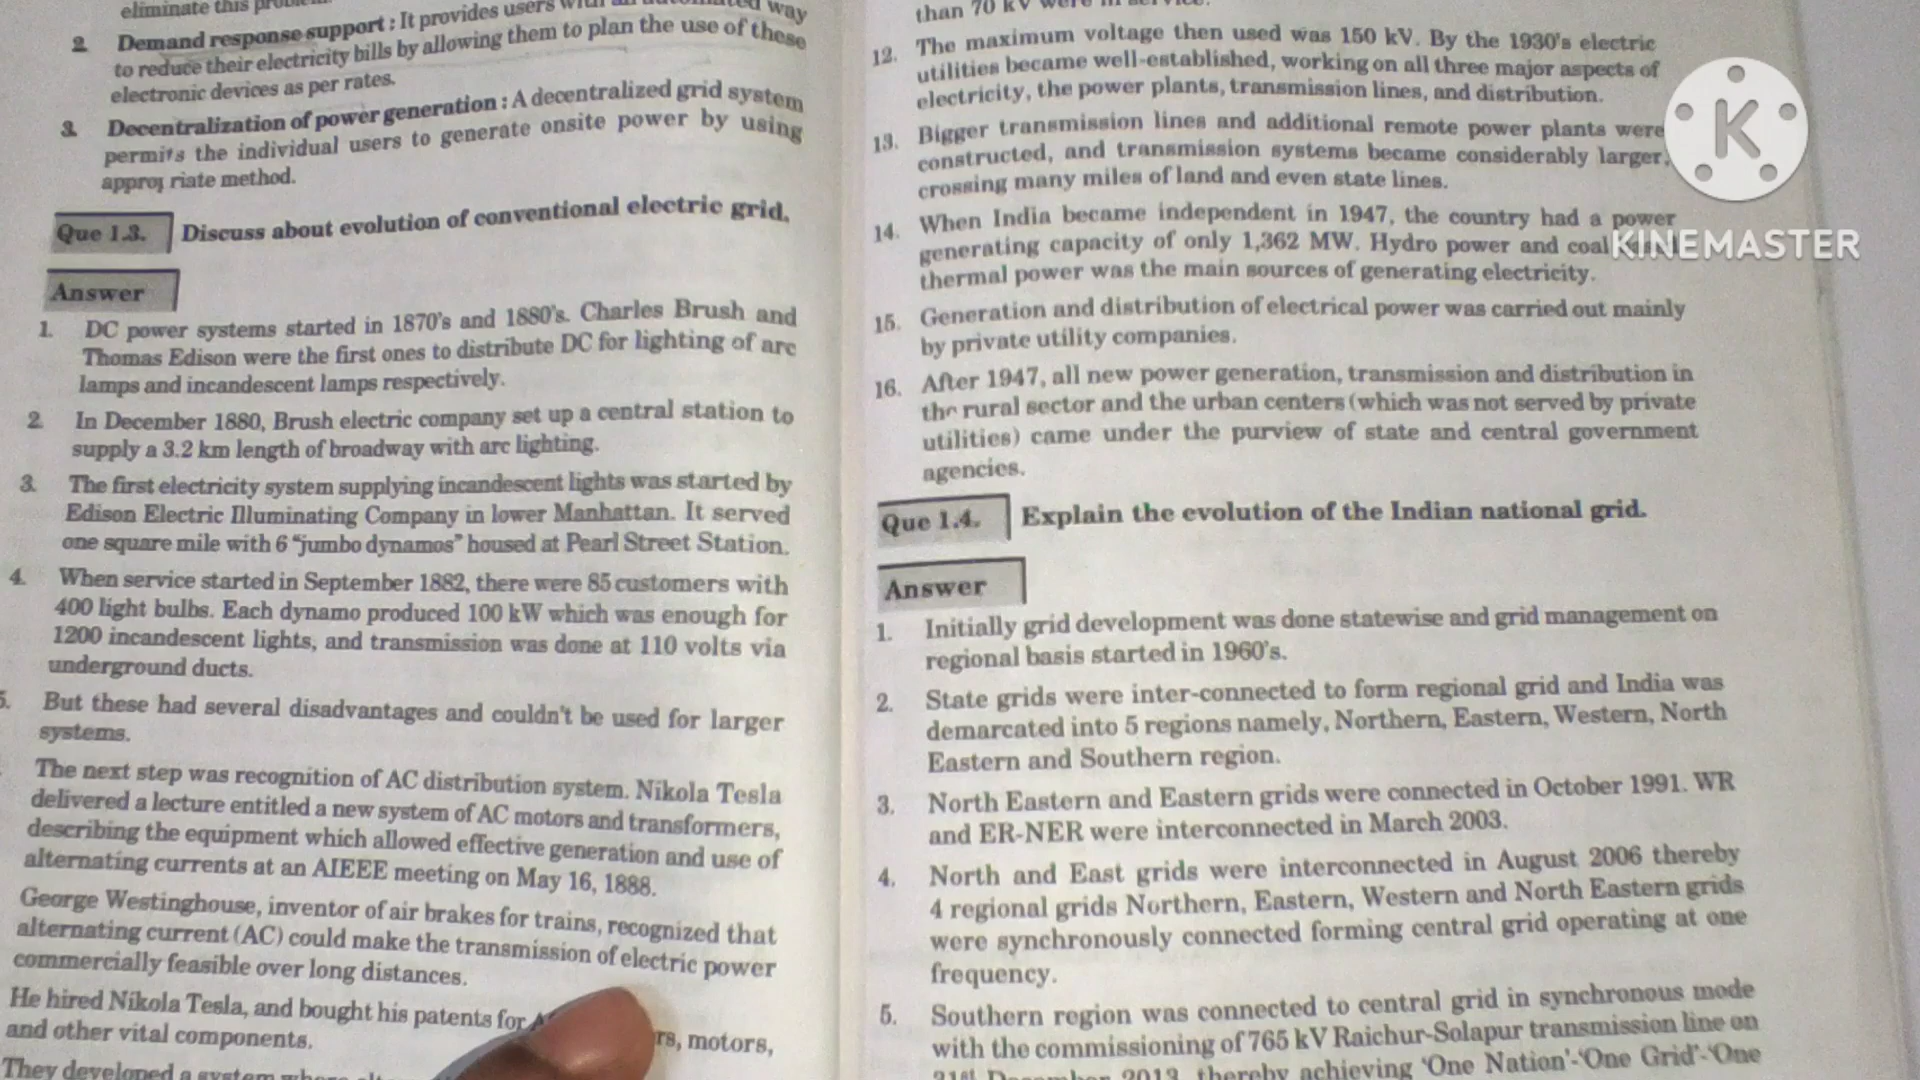 eliminate this
2. Demand response support : It provides users with an automated way
to reduce their electricity bills by allowing them to plan the use of these
electronic devices as per rates.
3. Decentralization of power generation : A decentralized grid system
permits the individual users to generate onsite power by using
appropriate method.
Que 1.3. Discuss about evolution of conventional electric grid.
Answer
1. DC power systems started in 1870's and 1880's. Charles Brush and
Thomas Edison were the first ones to distribute DC for lighting of arc
lamps and incandescent lamps respectively.
2. In December 1880, Brush electric company set up a central station to
supply a 3.2 km length of broadway with arc lighting.
3. The first electricity system supplying incandescent lights was started by
Edison Electric Illuminating Company in lower Manhattan. It served
one square mile with 6 “jumbo dynamos” housed at Pearl Street Station.
4. When service started in September 1882, there were 85 customers with
400 light bulbs. Each dynamo produced 100 kW which was enough for
1200 incandescent lights, and transmission was done at 110 volts via
underground ducts.
5. But these had several disadvantages and couldn't be used for larger
systems.
The next step was recognition of AC distribution system. Nikola Tesla
delivered a lecture entitled a new system of AC motors and transformers,
describing the equipment which allowed effective generation and use of
alternating currents at an AIEEE meeting on May 16, 1888.
George Westinghouse, inventor of air brakes for trains, recognized that
alternating current (AC) could make the transmission of electric power
commercially feasible over long distances.
He hired Nikola Tesla, and bought his patents for rs, motors,
and other vital components.
They developed a system
than 70 kV were in service.
12. The maximum voltage then used was 150 kV. By the 1930's electric
utilities became well-established, working on all three major aspects of
electricity, the power plants, transmission lines, and distribution.
13. Bigger transmission lines and additional remote power plants were
constructed, and transmission systems became considerably larger,
crossing many miles of land and even state lines.
14. When India became independent in 1947, the country had a power
generating capacity of only 1,362 MW. Hydro power and coal
thermal power was the main sources of generating electricity.
15. Generation and distribution of electrical power was carried out mainly
by private utility companies.
16. After 1947, all new power generation, transmission and distribution in
the rural sector and the urban centers (which was not served by private
utilities) came under the purview of state and central government
agencies.
Que 1.4. Explain the evolution of the Indian national grid.
Answer
1. Initially grid development was done statewise and grid management on
regional basis started in 1960's.
2. State grids were inter-connected to form regional grid and India was
demarcated into 5 regions namely, Northern, Eastern, Western, North
Eastern and Southern region.
3. North Eastern and Eastern grids were connected in October 1991. WR
and ER-NER were interconnected in March 2003.
4. North and East grids were interconnected in August 2006 thereby
4 regional grids Northern, Eastern, Western and North Eastern grids
were synchronously connected forming central grid operating at one
frequency.
5. Southern region was connected to central grid in synchronous mode
with the commissioning of 765 kV Raichur-Solapur transmission line on
31st December 2013, thereby achieving 'One Nation'-'One Grid'-'One
K
KINEMASTER